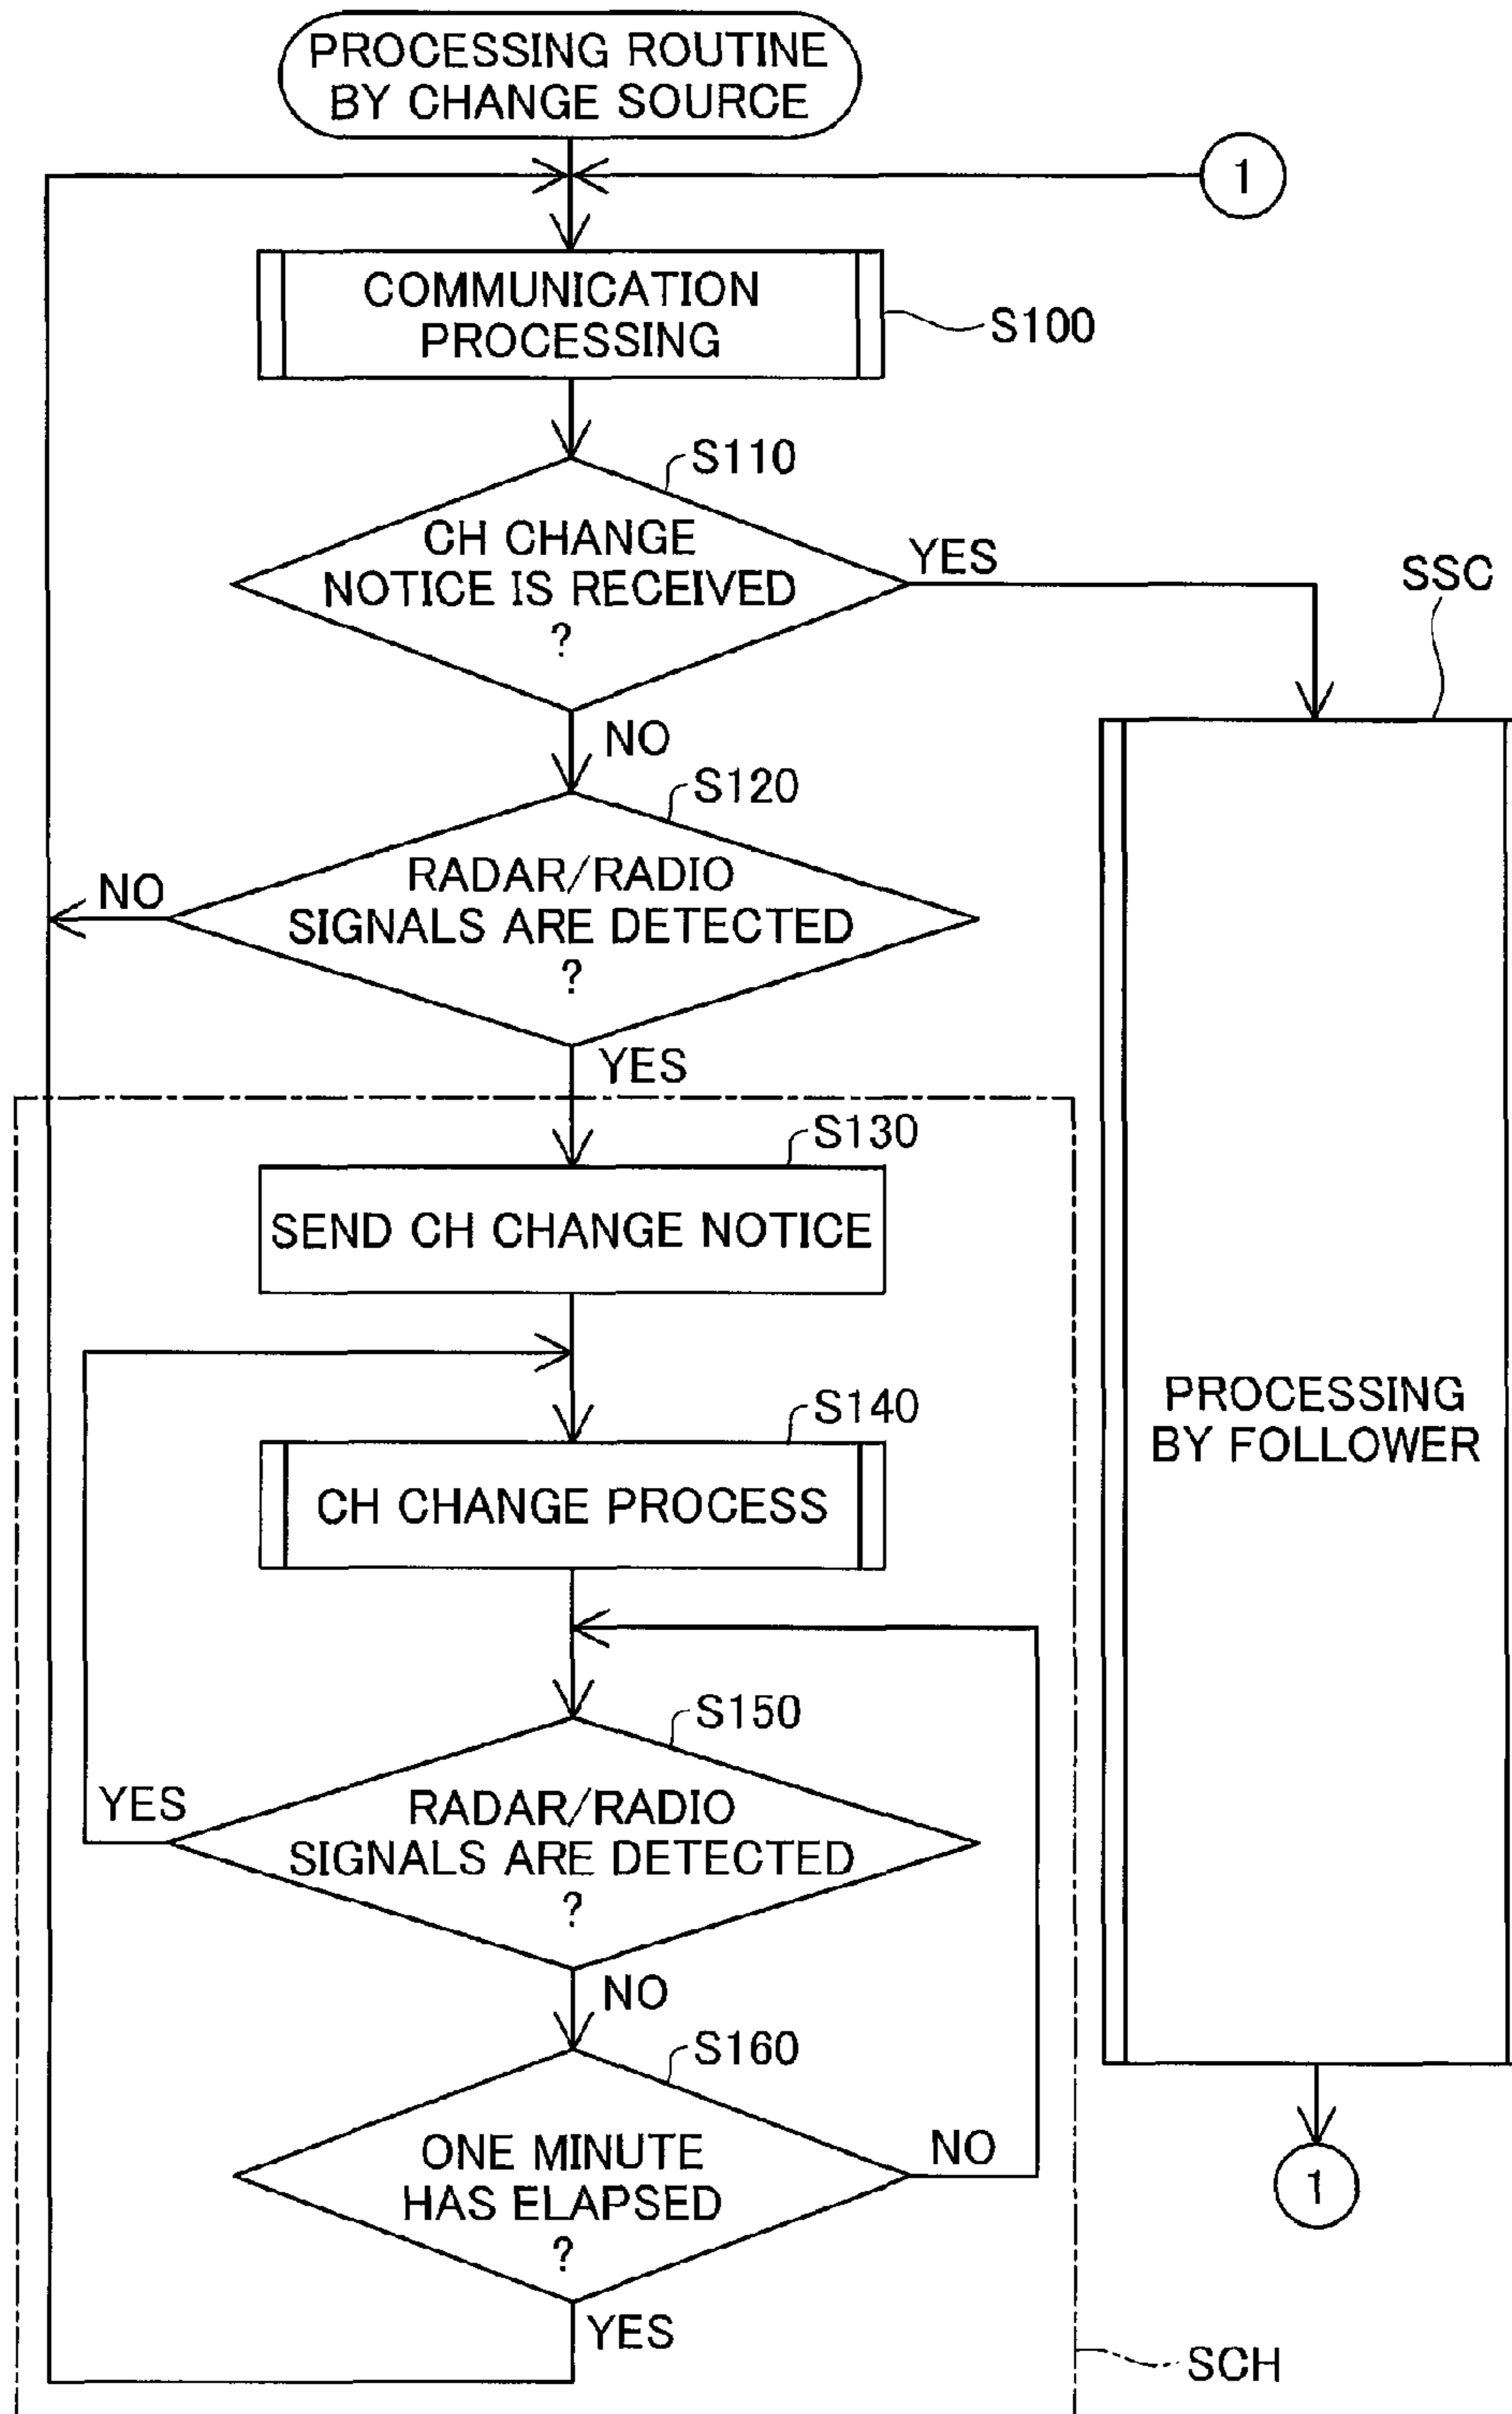 PROCESSING ROUTINE
BY CHANGE SOURCE
1
COMMUNICATION
PROCESSING
S100
S110
CH CHANGE
NOTICE IS RECEIVED
?
YES
SSC
NO
S120
RADAR/RADIO
SIGNALS ARE DETECTED
?
NO
YES
S130
SEND CH CHANGE NOTICE
S140
CH CHANGE PROCESS
PROCESSING
BY FOLLOWER
S150
RADAR/RADIO
SIGNALS ARE DETECTED
?
YES
NO
S160
ONE MINUTE
HAS ELAPSED
?
NO
1
YES
SCH